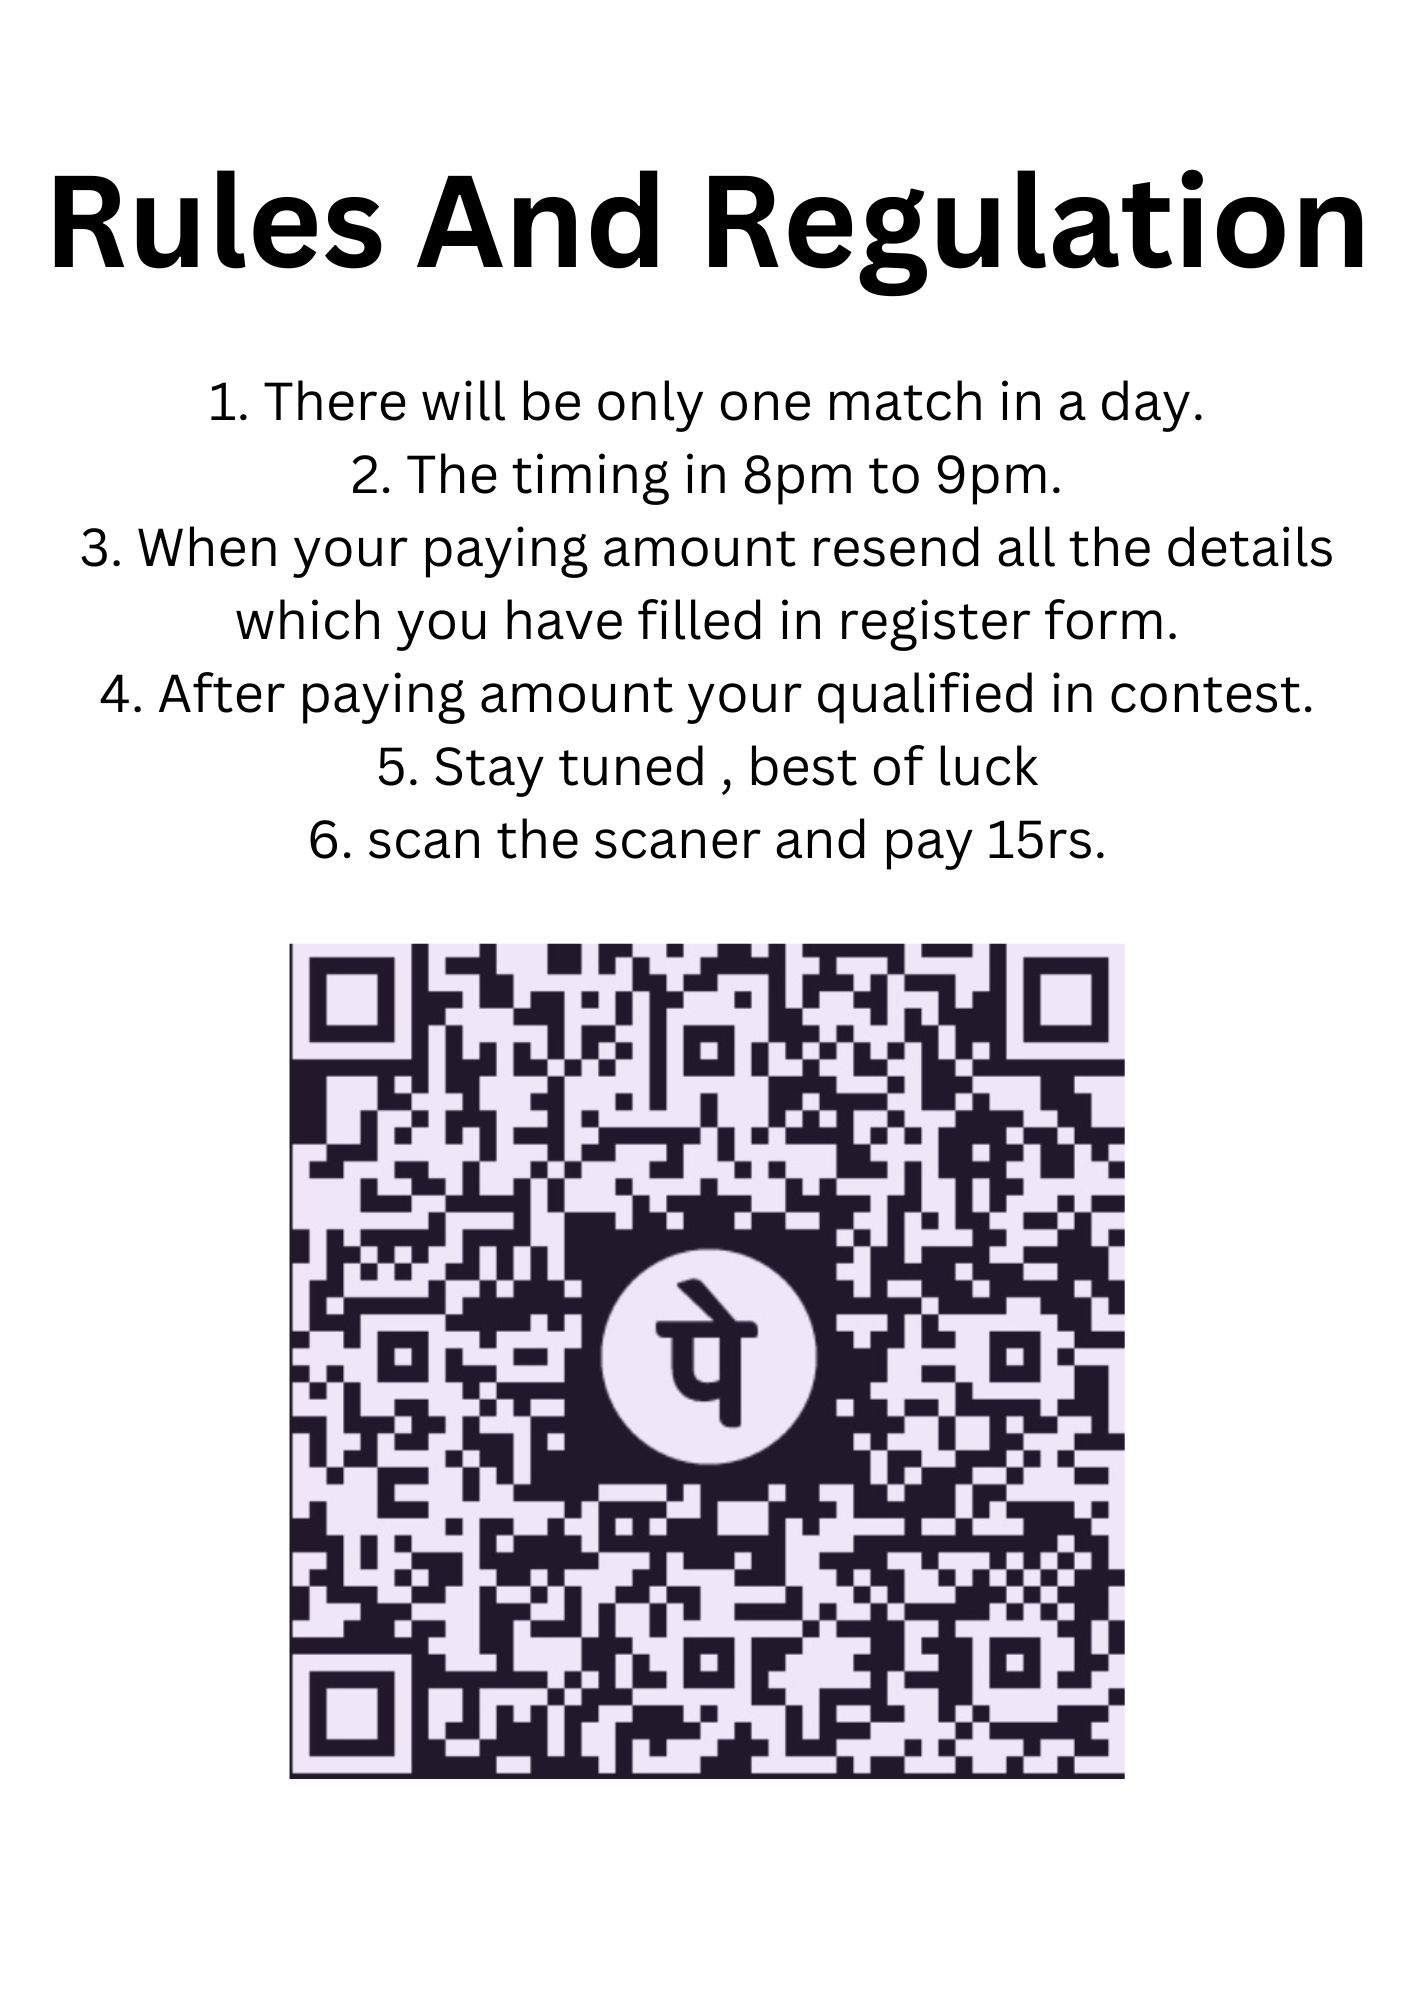 Rules And Regulation
1. There will be only one match in a day.
2. The timing in 8pm to 9pm.
3. When your paying amount resend all the details
which you have filled in register form.
4. After paying amount your qualified in contest.
5. Stay tuned , best of luck
6. scan the scaner and pay 15rs.
पे